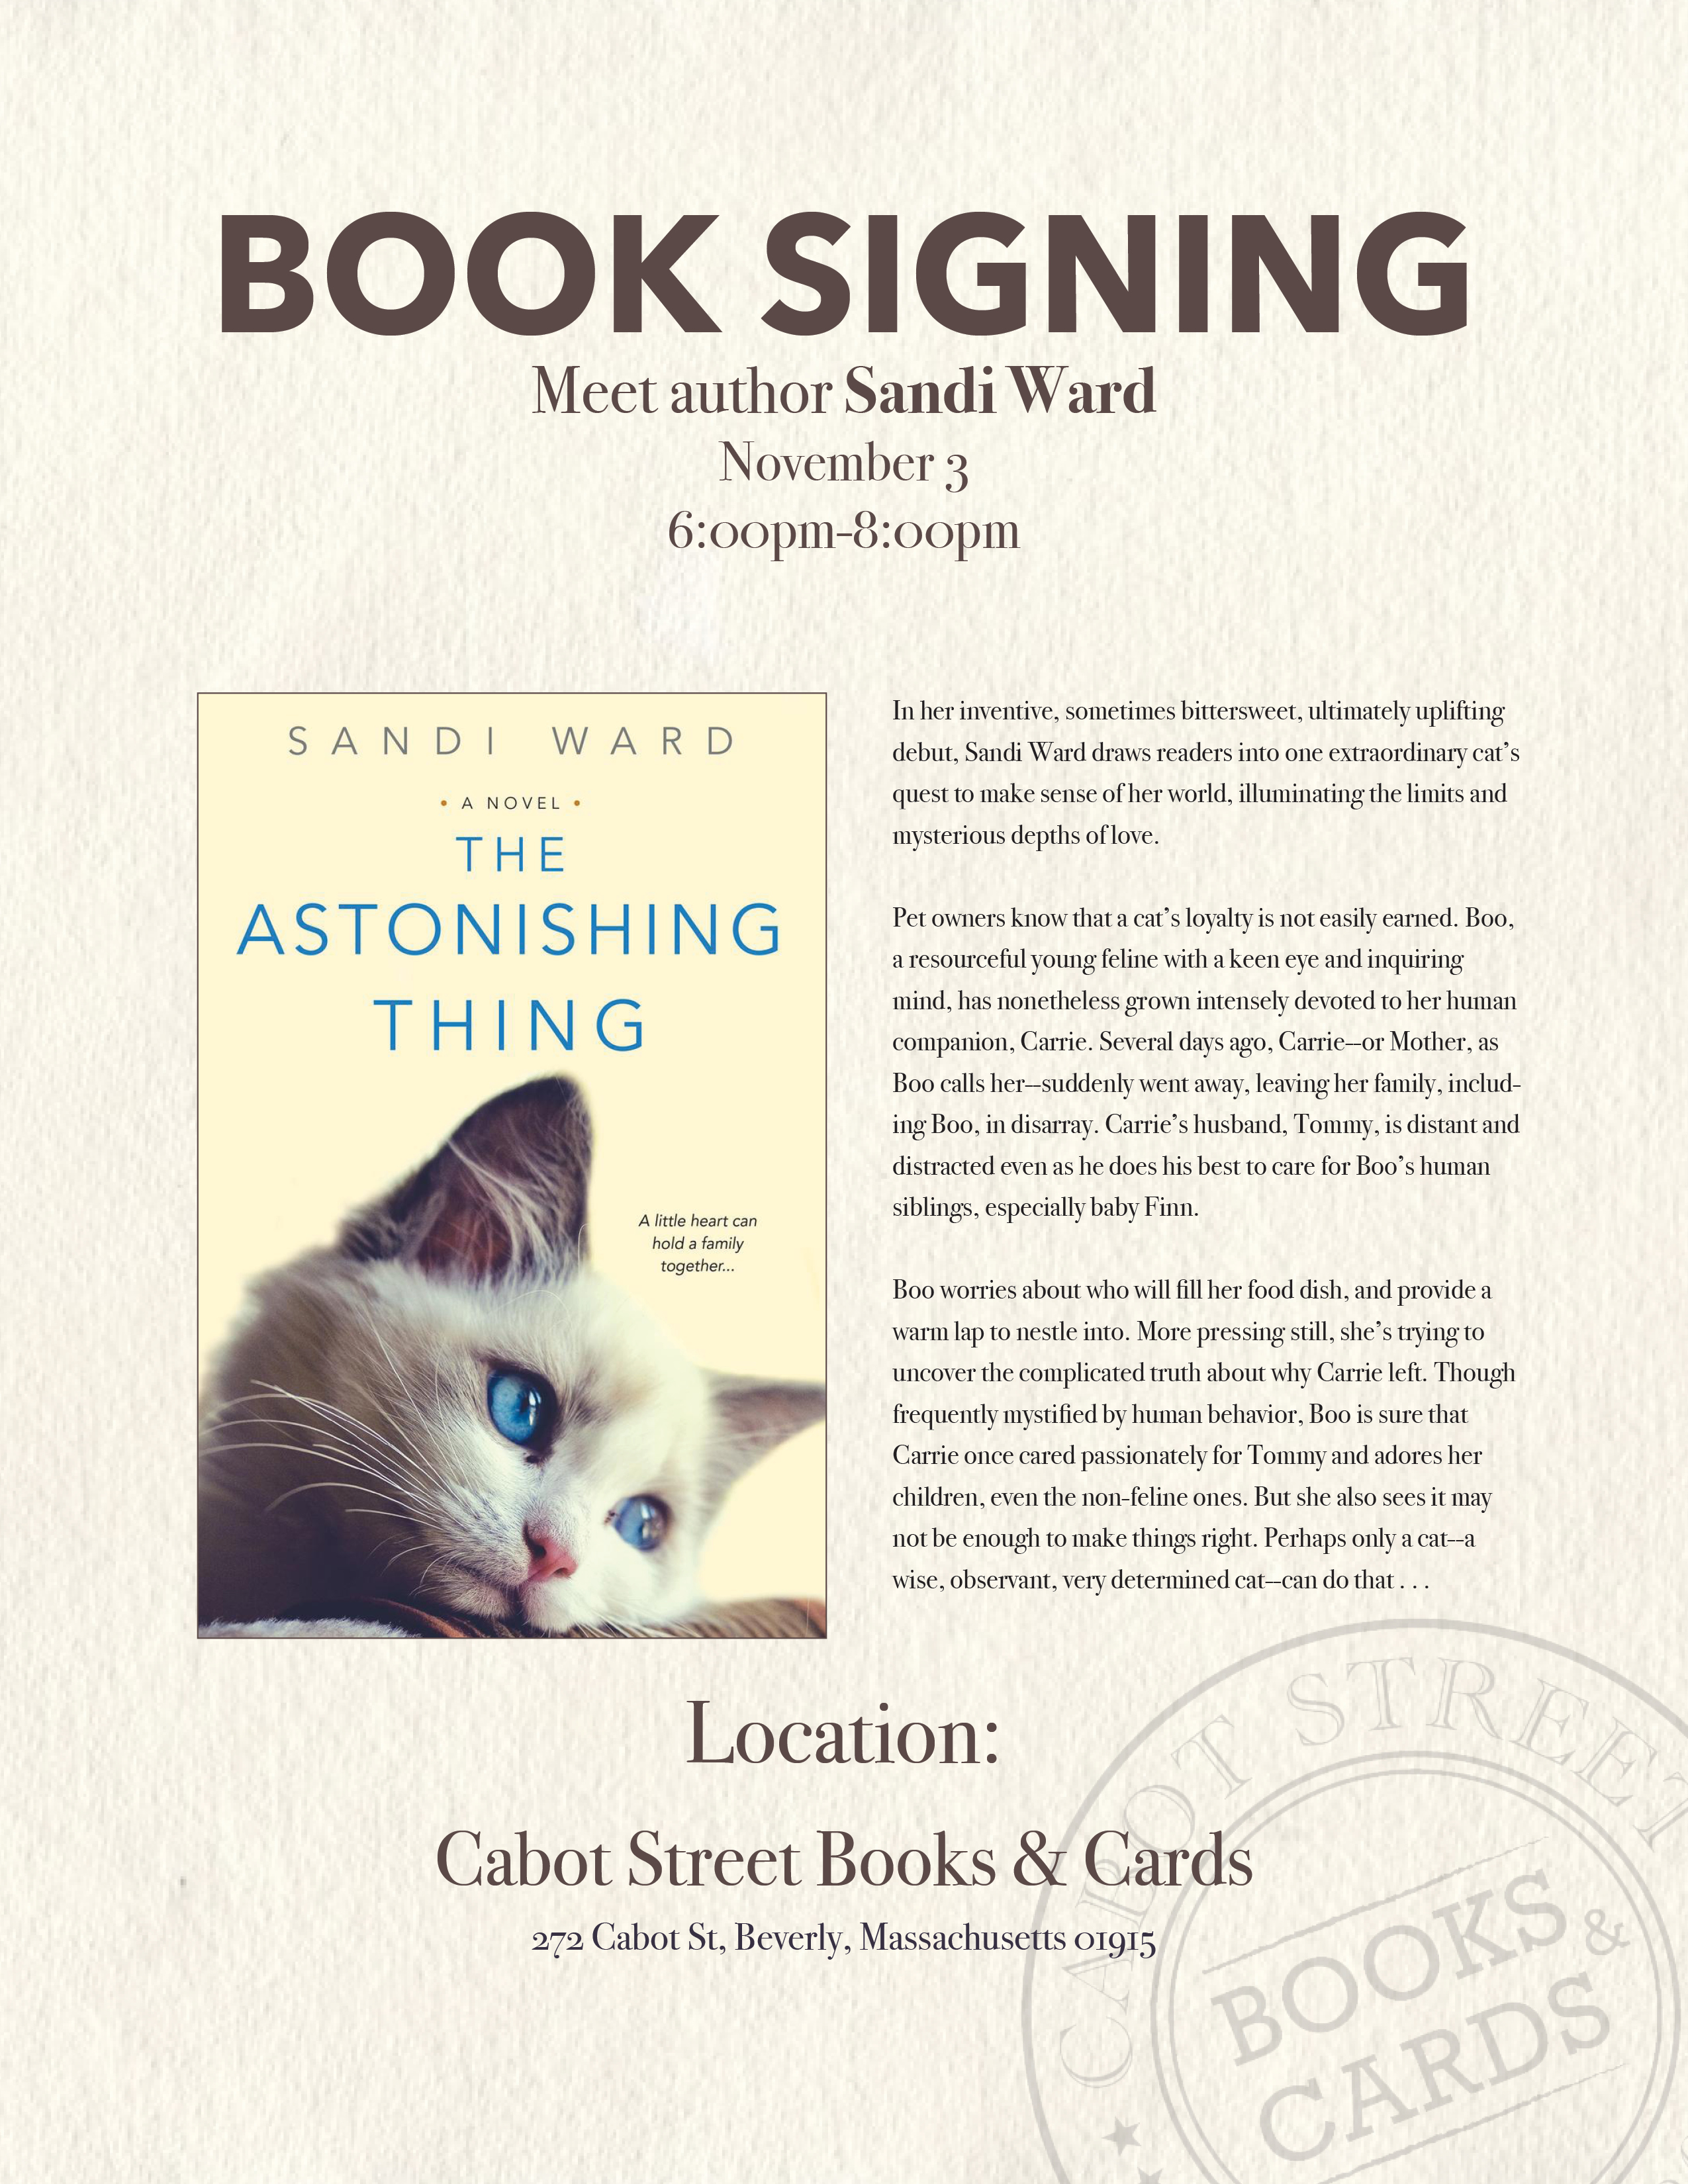 BOOK SIGNING
Meet author Sandi Ward
November 3
6:00pm-8:00pm
SANDI WARD
• A NOVEL •
THE
ASTONISHING
THING
A little heart can
hold a family
together...
In her inventive, sometimes bittersweet, ultimately uplifting
debut, Sandi Ward draws readers into one extraordinary cat’s
quest to make sense of her world, illuminating the limits and
mysterious depths of love.
Pet owners know that a cat’s loyalty is not easily earned. Boo,
a resourceful young feline with a keen eye and inquiring
mind, has nonetheless grown intensely devoted to her human
companion, Carrie. Several days ago, Carrie--or Mother, as
Boo calls her--suddenly went away, leaving her family, includ-
ing Boo, in disarray. Carrie’s husband, Tommy, is distant and
distracted even as he does his best to care for Boo’s human
siblings, especially baby Finn.
Boo worries about who will fill her food dish, and provide a
warm lap to nestle into. More pressing still, she’s trying to
uncover the complicated truth about why Carrie left. Though
frequently mystified by human behavior, Boo is sure that
Carrie once cared passionately for Tommy and adores her
children, even the non-feline ones. But she also sees it may
not be enough to make things right. Perhaps only a cat--a
wise, observant, very determined cat--can do that . . .
Location:
Cabot Street Books & Cards
272 Cabot St, Beverly, Massachusetts 01915
CABOT STREET
BOOKS &
CARDS